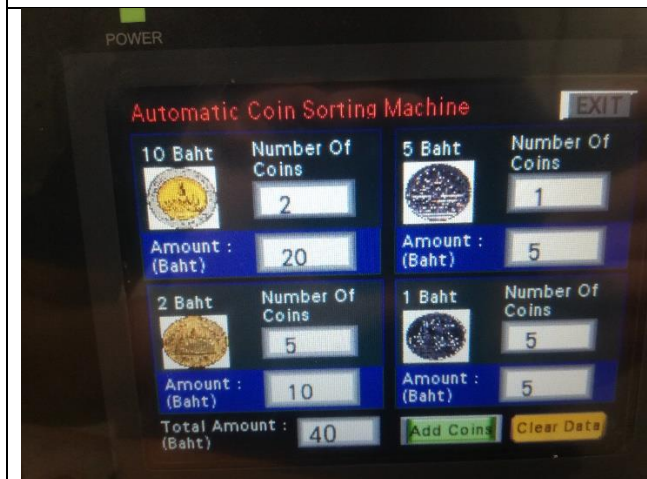 POWER
Automatic Coin Sorting Machine
EXIT
10 Baht
Number Of
Coins
2
Amount :
(Baht)
20
5 Baht
Number Of
Coins
1
Amount :
(Baht)
5
2 Baht
Number Of
Coins
5
Amount :
(Baht)
10
1 Baht
Number Of
Coins
5
Amount :
(Baht)
5
Total Amount :
(Baht)
40
Add Coins
Clear Data